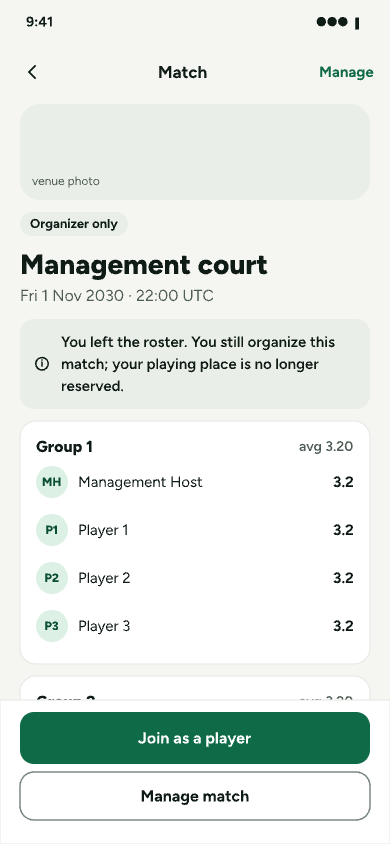 9:41
Match
Manage
venue photo
Organizer only
Management court
Fri 1 Nov 2030 · 22:00 UTC
You left the roster. You still organize this
match; your playing place is no longer
reserved.
Group 1
avg 3.20
MH
Management Host
3.2
P1
Player 1
3.2
P2
Player 2
3.2
P3
Player 3
3.2
Join as a player
Manage match